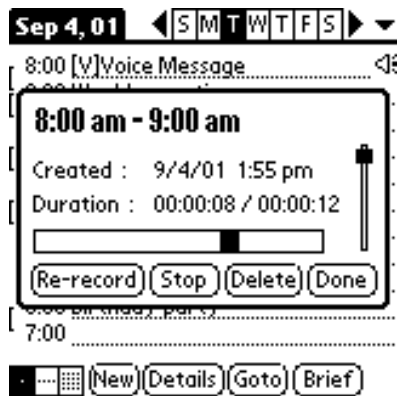 Sep 4, 01 S M T W T F S
8:00 [V]Voice Message
8:00 am - 9:00 am
Created : 9/4/01 1:55 pm
Duration : 00:00:08 / 00:00:12
Re-record Stop Delete Done
7:00
New Details Goto Brief